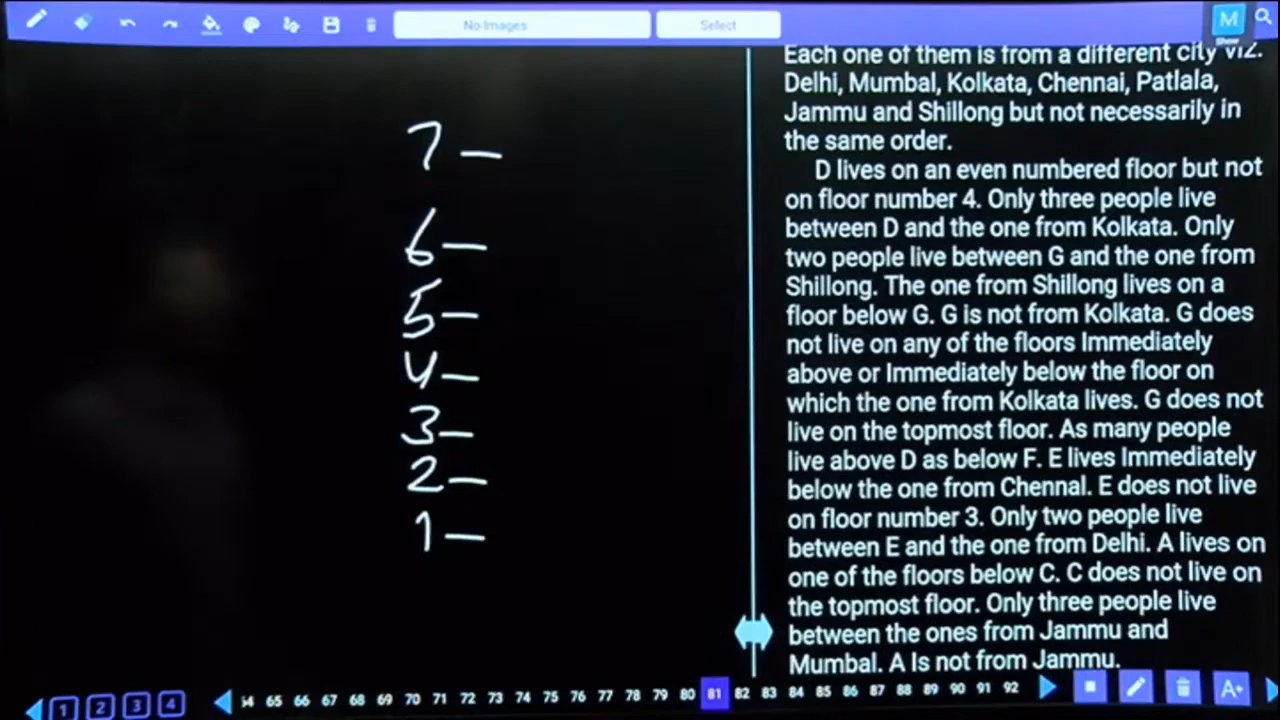 No Images
Select
M
Show
Each one of them is from a different city viz.
Delhi, Mumbal, Kolkata, Chennai, Patlala,
Jammu and Shillong but not necessarily in
the same order.
D lives on an even numbered floor but not
on floor number 4. Only three people live
between D and the one from Kolkata. Only
two people live between G and the one from
Shillong. The one from Shillong lives on a
floor below G. G is not from Kolkata. G does
not live on any of the floors Immediately
above or Immediately below the floor on
which the one from Kolkata lives. G does not
live on the topmost floor. As many people
live above D as below F. E lives Immediately
below the one from Chennal. E does not live
on floor number 3. Only two people live
between E and the one from Delhi. A lives on
one of the floors below C. C does not live on
the topmost floor. Only three people live
between the ones from Jammu and
Mumbal. A Is not from Jammu.
7 –
6 –
5 –
4 –
3 –
2 –
1 –
1 2 3 4
64 65 66 67 68 69 70 71 72 73 74 75 76 77 78 79 80 81 82 83 84 85 86 87 88 89 90 91 92
A+